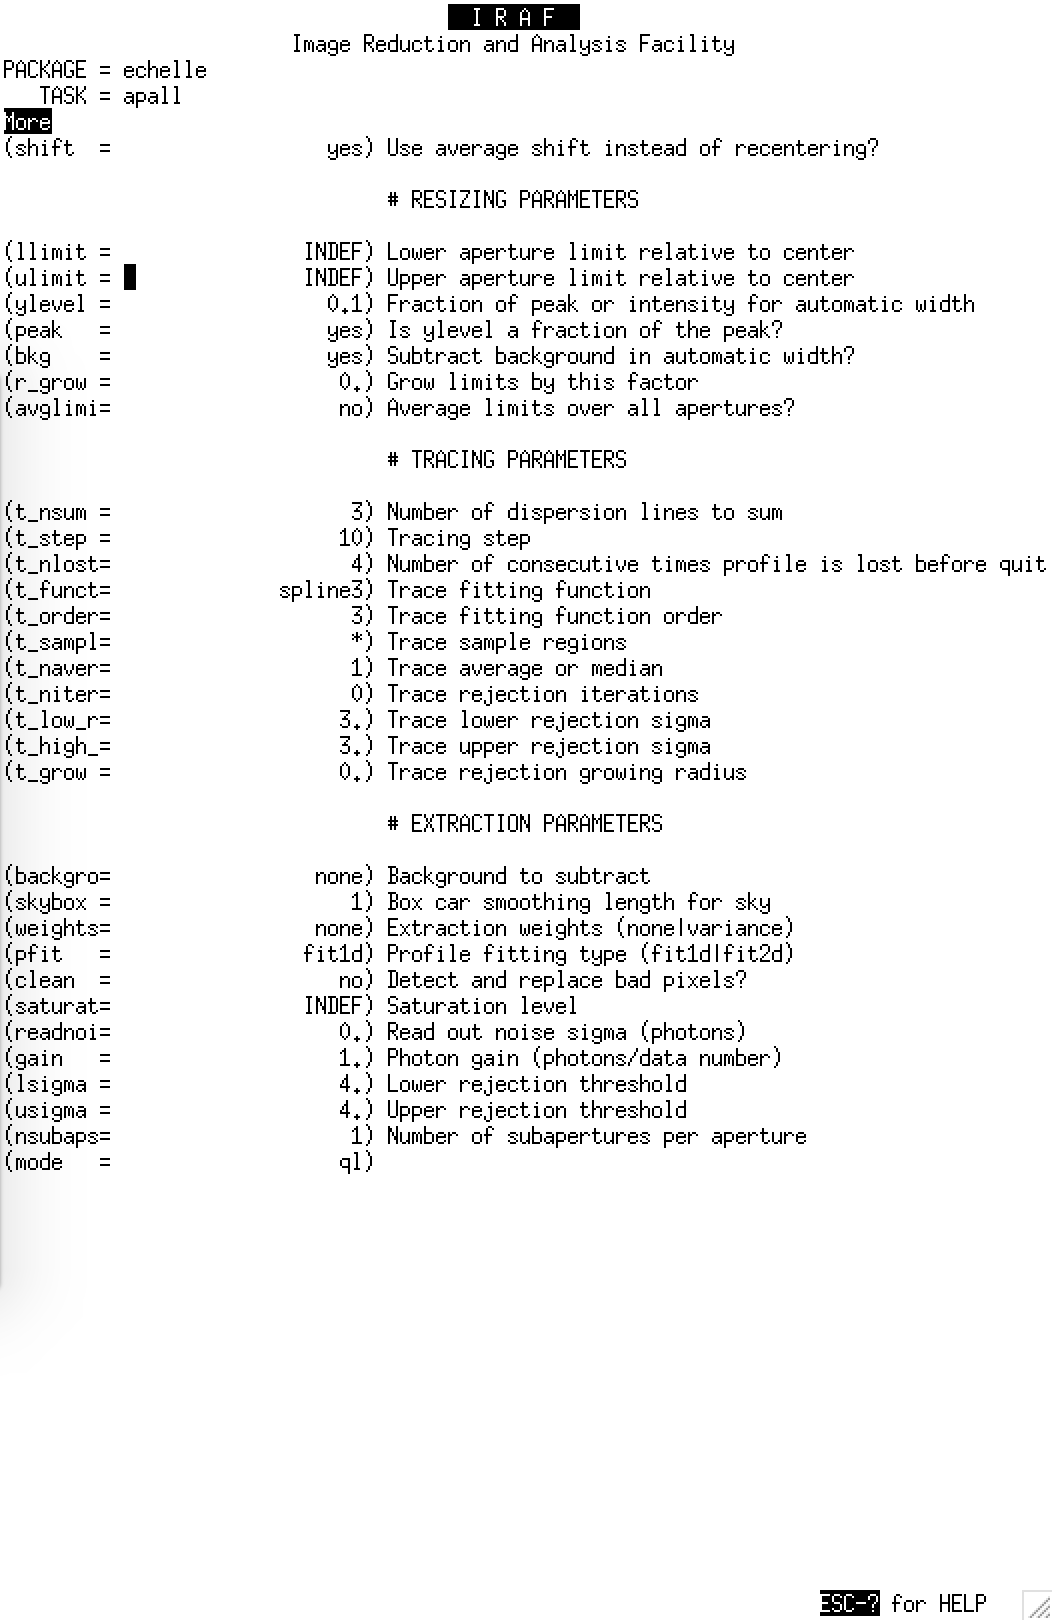 I R A F
Image Reduction and Analysis Facility
PACKAGE = echelle
TASK = apall
More
(shift  =                  yes) Use average shift instead of recentering?
# RESIZING PARAMETERS
(llimit =                INDEF) Lower aperture limit relative to center
(ulimit =                INDEF) Upper aperture limit relative to center
(ylevel =                  0.1) Fraction of peak or intensity for automatic width
(peak   =                  yes) Is ylevel a fraction of the peak?
(bkg    =                  yes) Subtract background in automatic width?
(r_grow =                   0.) Grow limits by this factor
(avglimi=                   no) Average limits over all apertures?
# TRACING PARAMETERS
(t_nsum =                    3) Number of dispersion lines to sum
(t_step =                   10) Tracing step
(t_nlost=                    4) Number of consecutive times profile is lost before quit
(t_funct=              spline3) Trace fitting function
(t_order=                    3) Trace fitting function order
(t_sampl=                    *) Trace sample regions
(t_naver=                    1) Trace average or median
(t_niter=                    0) Trace rejection iterations
(t_low_r=                   3.) Trace lower rejection sigma
(t_high_=                   3.) Trace upper rejection sigma
(t_grow =                   0.) Trace rejection growing radius
# EXTRACTION PARAMETERS
(backgro=                 none) Background to subtract
(skybox =                    1) Box car smoothing length for sky
(weights=                 none) Extraction weights (none|variance)
(pfit   =                fit1d) Profile fitting type (fit1d|fit2d)
(clean  =                   no) Detect and replace bad pixels?
(saturat=                INDEF) Saturation level
(readnoi=                   0.) Read out noise sigma (photons)
(gain   =                   1.) Photon gain (photons/data number)
(lsigma =                   4.) Lower rejection threshold
(usigma =                   4.) Upper rejection threshold
(nsubaps=                    1) Number of subapertures per aperture
(mode   =                   ql)
ESC-? for HELP